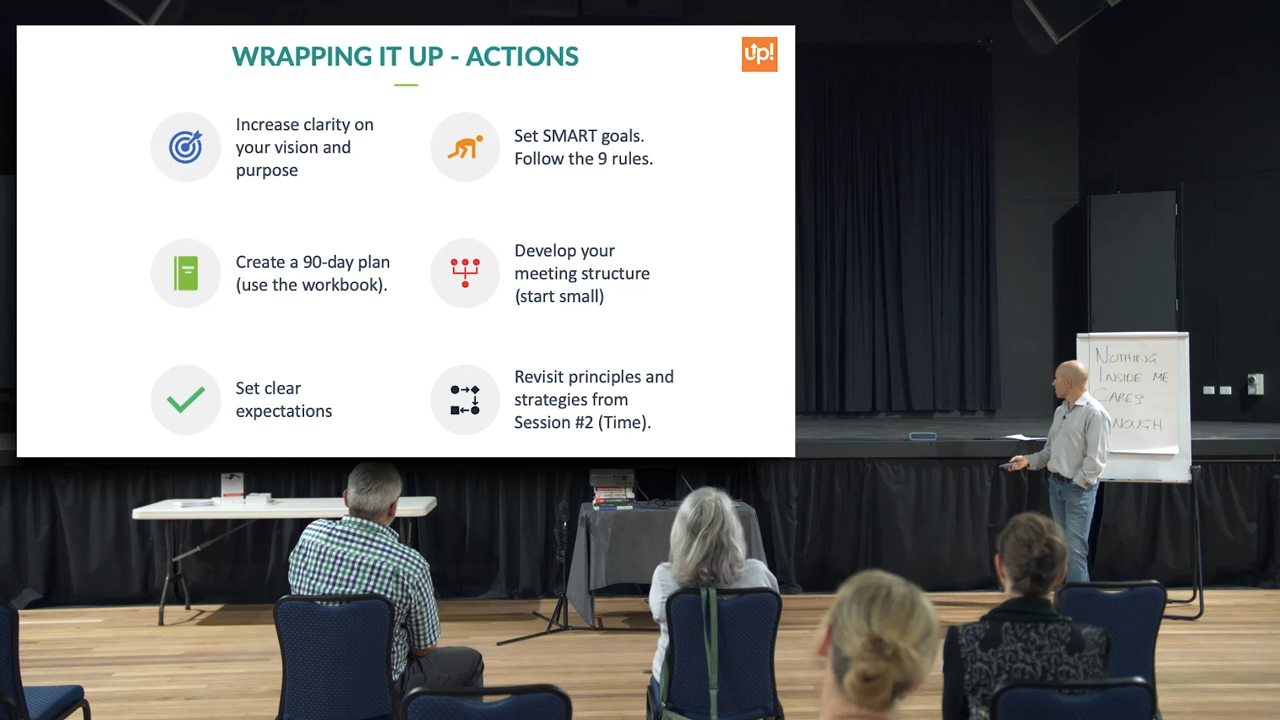 WRAPPING IT UP - ACTIONS
up!
Increase clarity on
your vision and
purpose
Set SMART goals.
Follow the 9 rules.
Create a 90-day plan
(use the workbook).
Develop your
meeting structure
(start small)
Set clear
expectations
Revisit principles and
strategies from
Session #2 (Time).
NOTHING
INSIDE ME
CARES
NOUGH